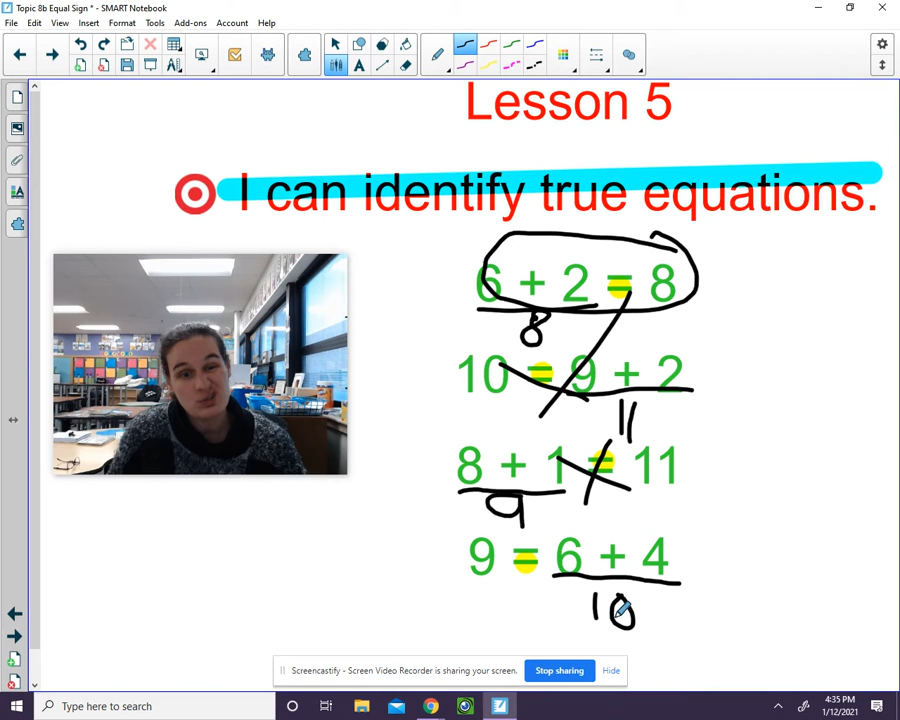 Topic 8b Equal Sign * - SMART Notebook
File Edit View Insert Format Tools Add-ons Account Help
Lesson 5
I can identify true equations.
6 + 2 = 8
8
10 = 9 + 2
11
8 + 1 = 11
9
9 = 6 + 4
10
Screencastify - Screen Video Recorder is sharing your screen. Stop sharing Hide
Type here to search
4:35 PM
1/12/2021